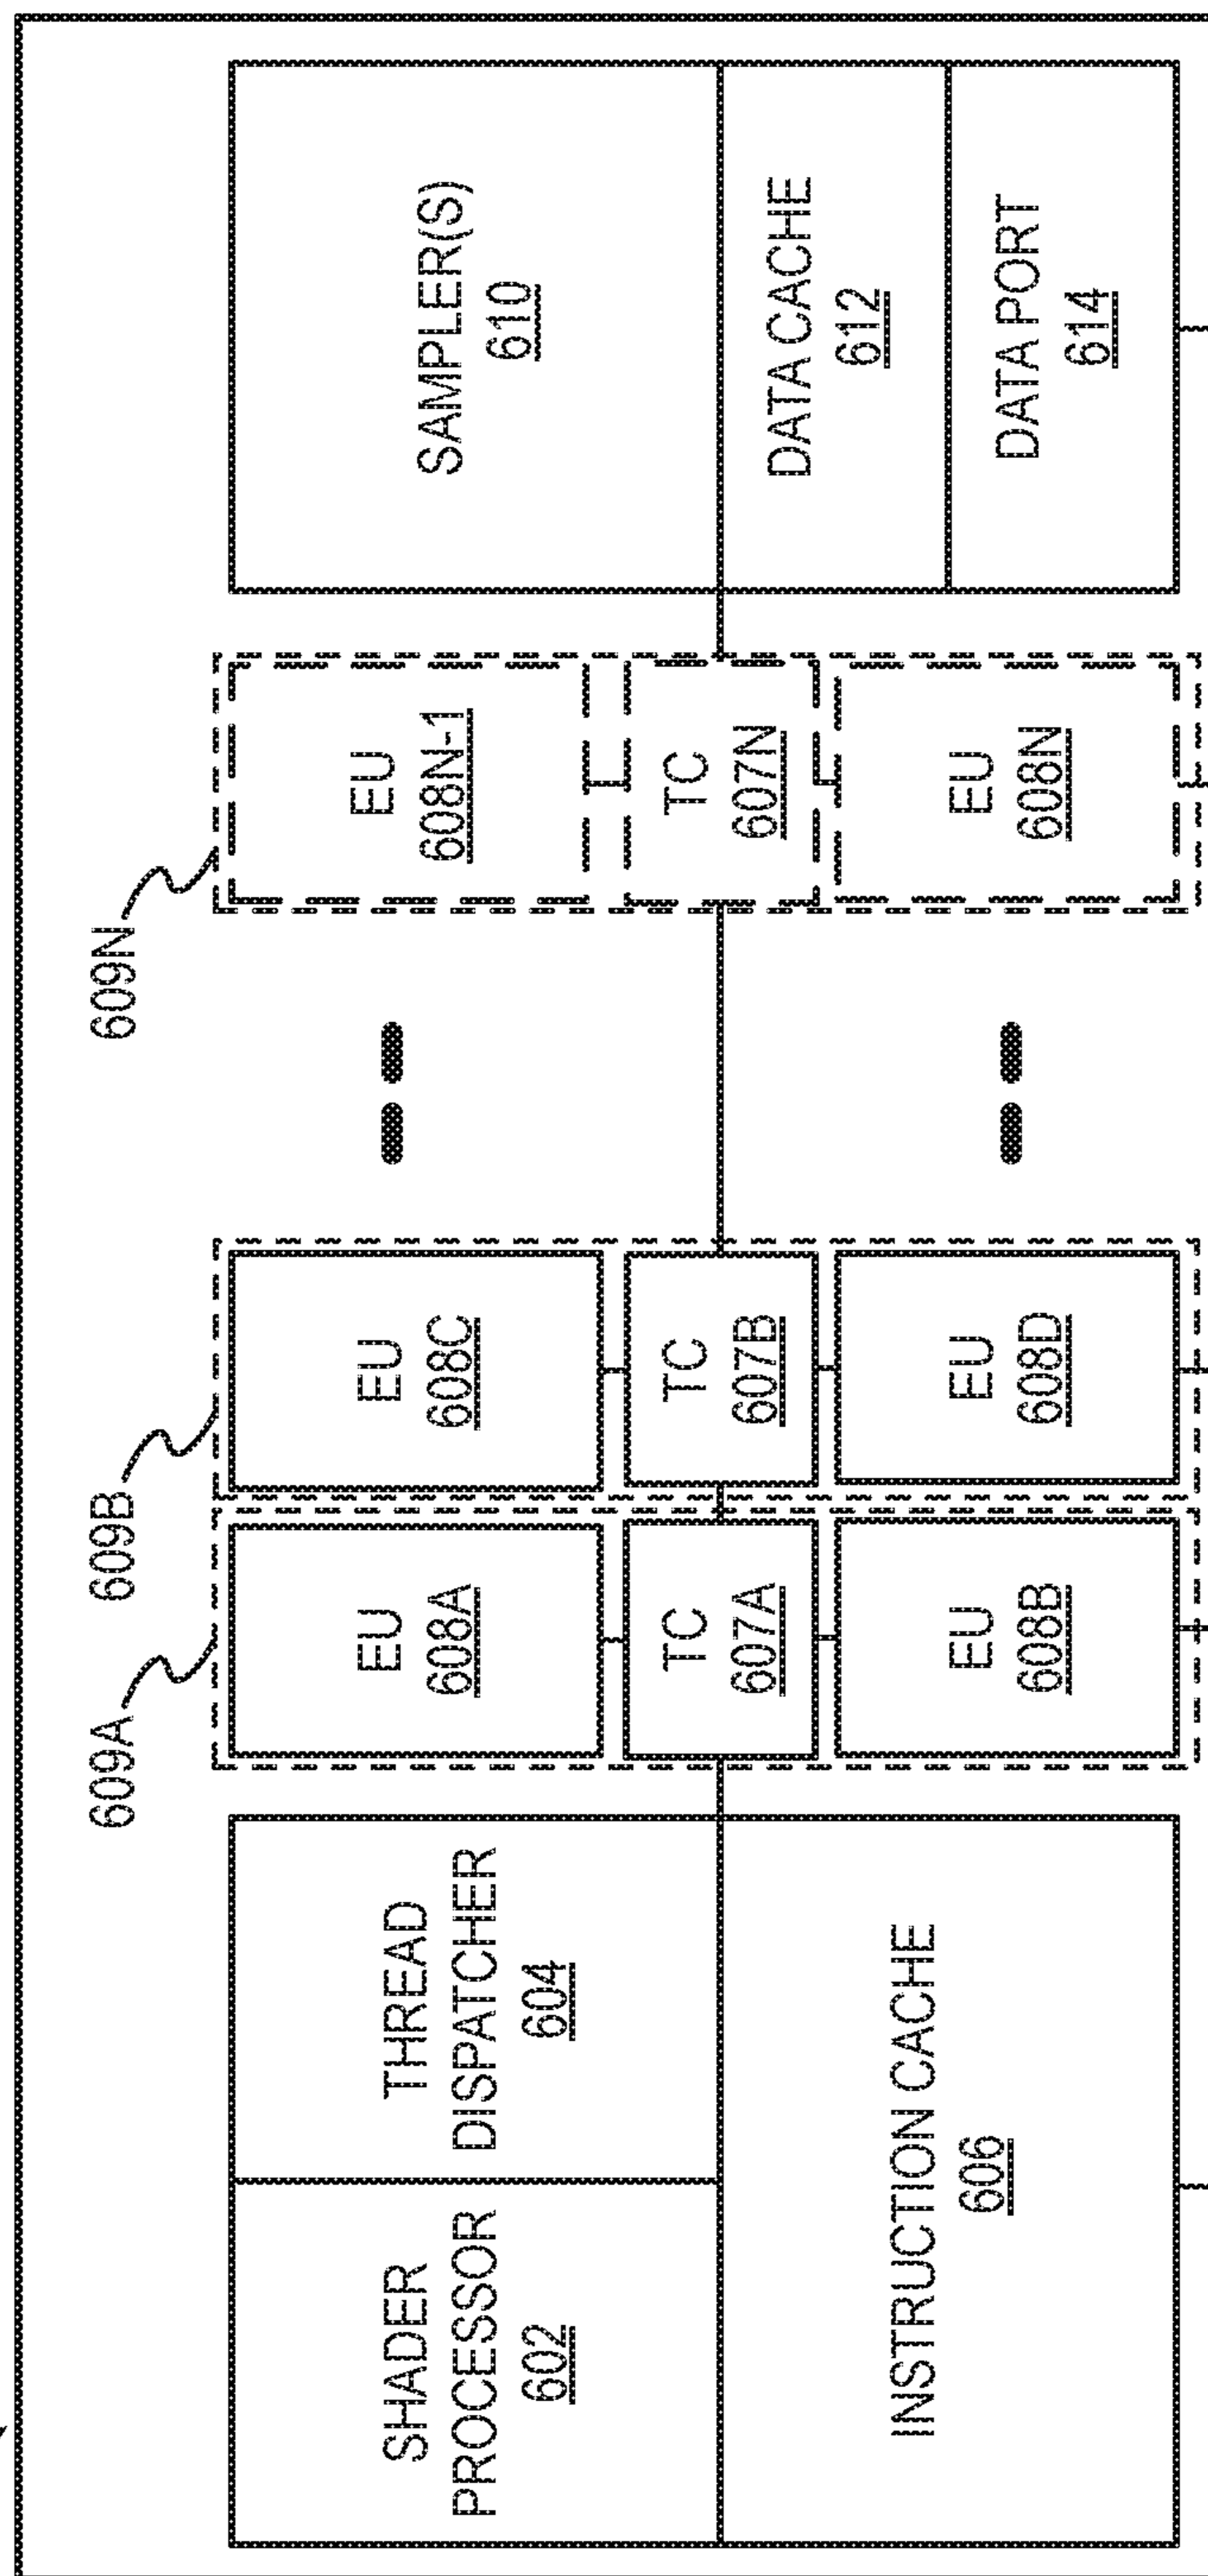 609A
609B
609N
SHADER
PROCESSOR
602
THREAD
DISPATCHER
604
INSTRUCTION CACHE
606
EU
608A
TC
607A
EU
608B
EU
608C
TC
607B
EU
608D
EU
608N-1
TC
607N
EU
608N
SAMPLER(S)
610
DATA CACHE
612
DATA PORT
614